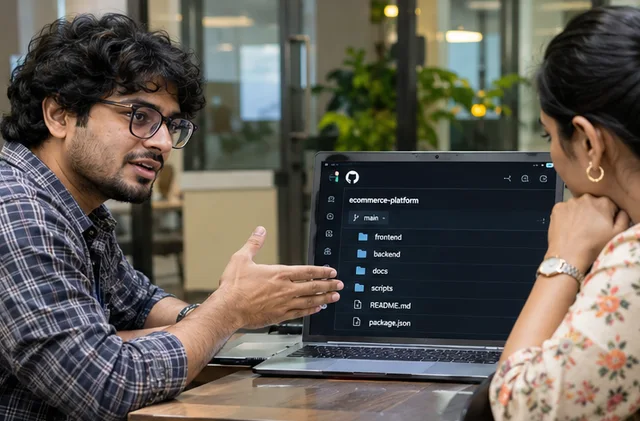 ecommerce-platform
main
frontend
backend
docs
scripts
README.md
package.json